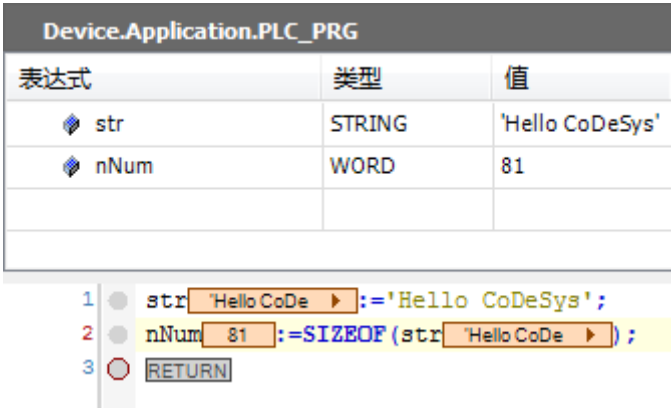 Device.Application.PLC_PRG
表达式 类型 值
str STRING 'Hello CoDeSys'
nNum WORD 81
1 str 'Hello CoDe :='Hello CoDeSys';
2 nNum 81 :=SIZEOF(str 'Hello CoDe );
3 RETURN